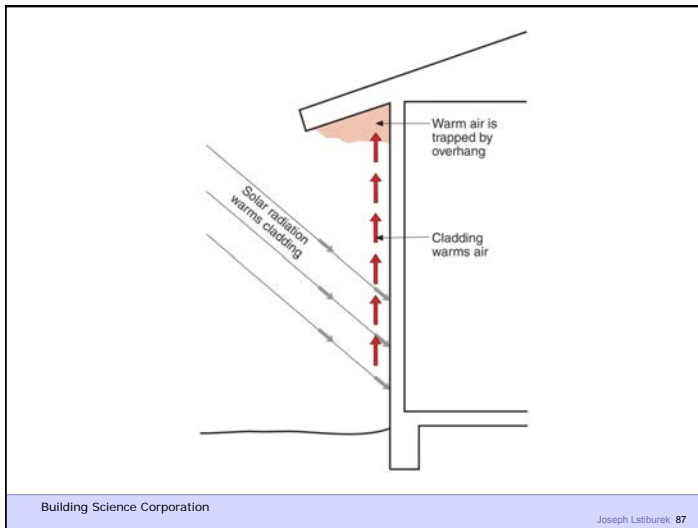 Warm air is
trapped by
overhang
Solar radiation
warms cladding
Cladding
warms air
Building Science Corporation
Joseph Lstiburek 87